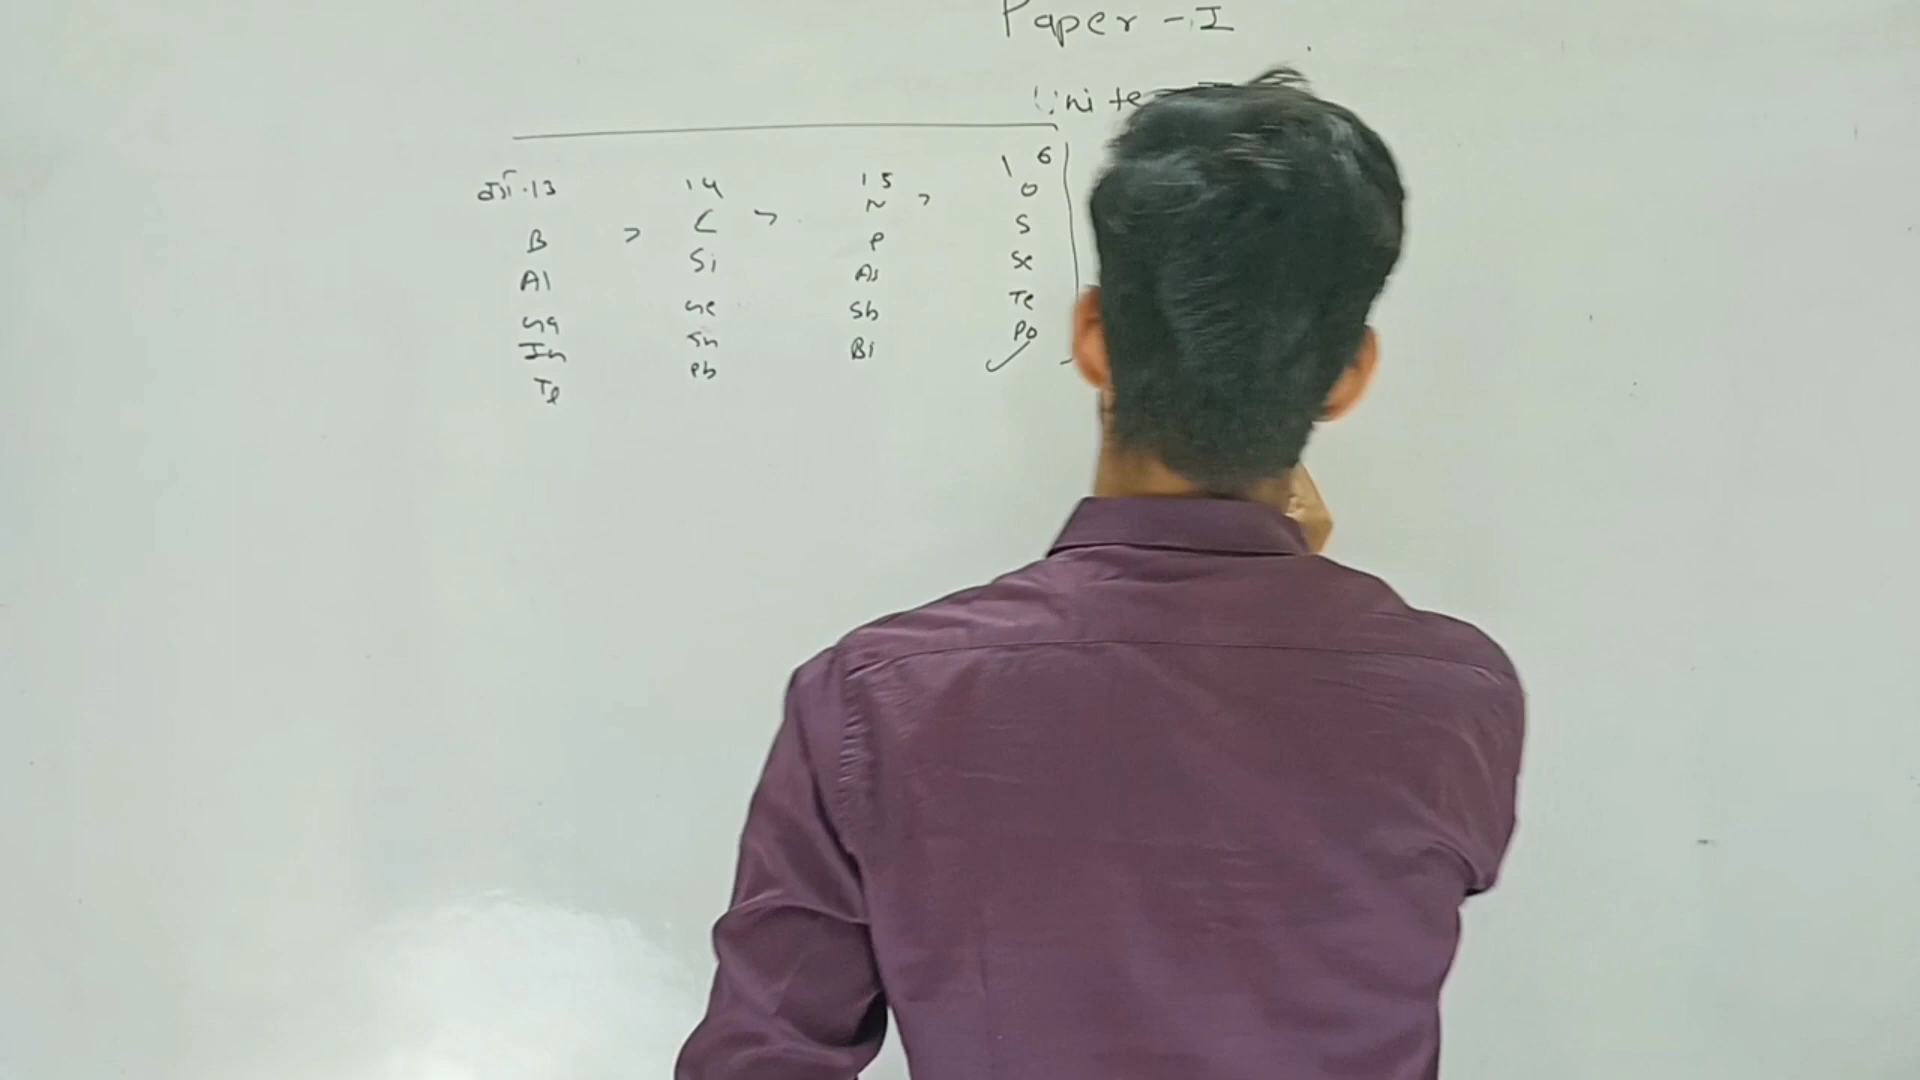 Paper - I
Unite
वर्ग.13 14 15 16
B > C > N > O
Al Si P S
Ga Ge As Se
In Sn Sb Te
Tl Pb Bi Po